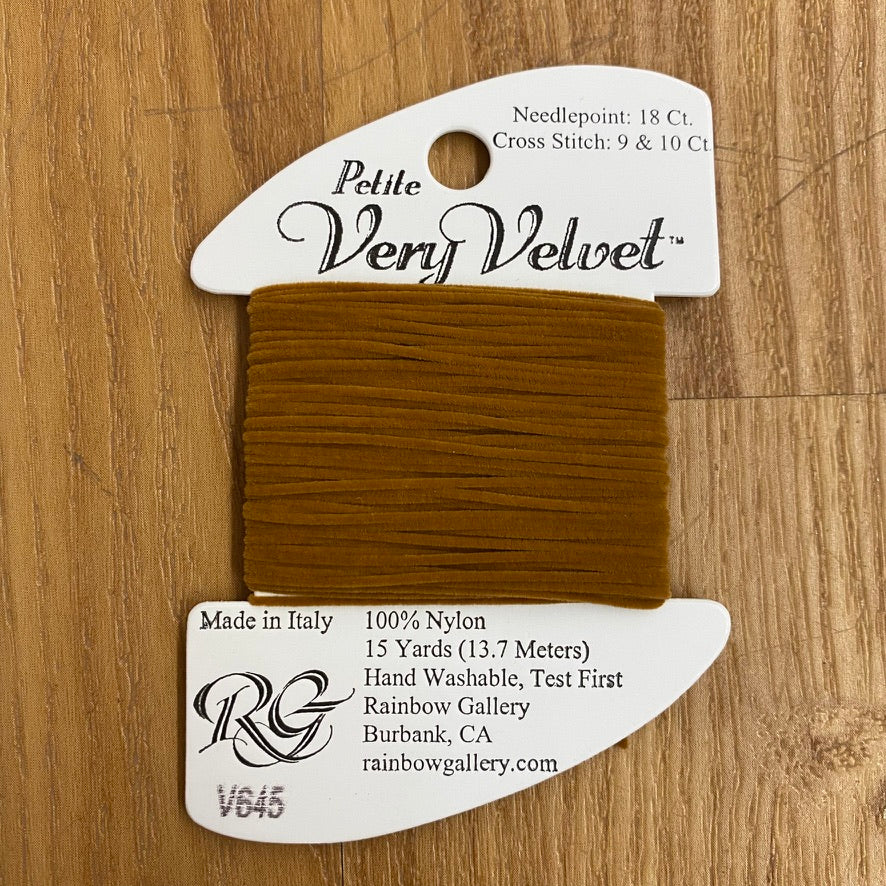 Needlepoint: 18 Ct.
Cross Stitch: 9 & 10 Ct.
Petite
Very Velvet™
Made in Italy
100% Nylon
15 Yards (13.7 Meters)
Hand Washable, Test First
Rainbow Gallery
Burbank, CA
rainbowgallery.com
RG
V645